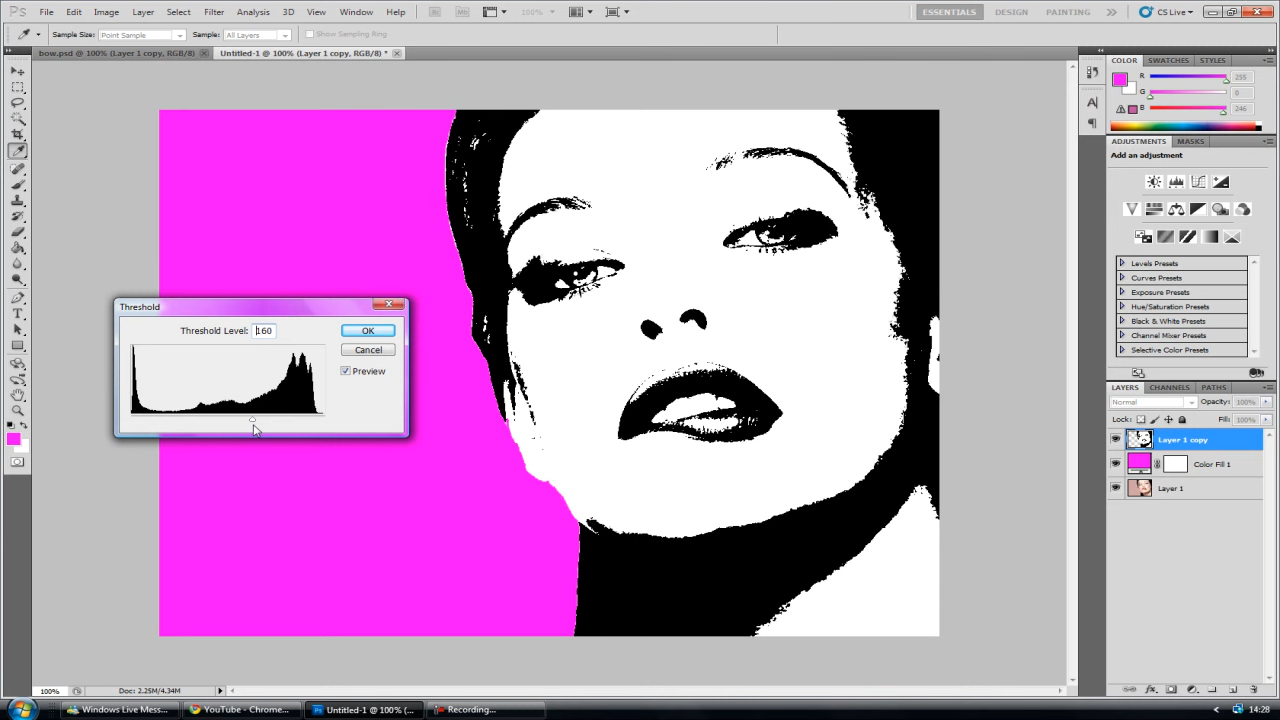 Ps File Edit Image Layer Select Filter Analysis 3D View Window Help Br Mb 100% ESSENTIALS DESIGN PAINTING CS Live
Sample Size: Point Sample Sample: All Layers Show Sampling Ring
bow.psd @ 100% (Layer 1 copy, RGB/8) Untitled-1 @ 100% (Layer 1 copy, RGB/8) *
COLOR SWATCHES STYLES
R 255
G 0
B 246
ADJUSTMENTS MASKS
Add an adjustment
Levels Presets
Curves Presets
Exposure Presets
Hue/Saturation Presets
Black & White Presets
Channel Mixer Presets
Selective Color Presets
Threshold
Threshold Level: 160
OK
Cancel
Preview
LAYERS CHANNELS PATHS
Normal Opacity: 100%
Lock: Fill: 100%
Layer 1 copy
Color Fill 1
Layer 1
100% Doc: 2.25M/4.34M
Windows Live Mess... YouTube - Chrome... Untitled-1 @ 100% (... Recording... 14:28